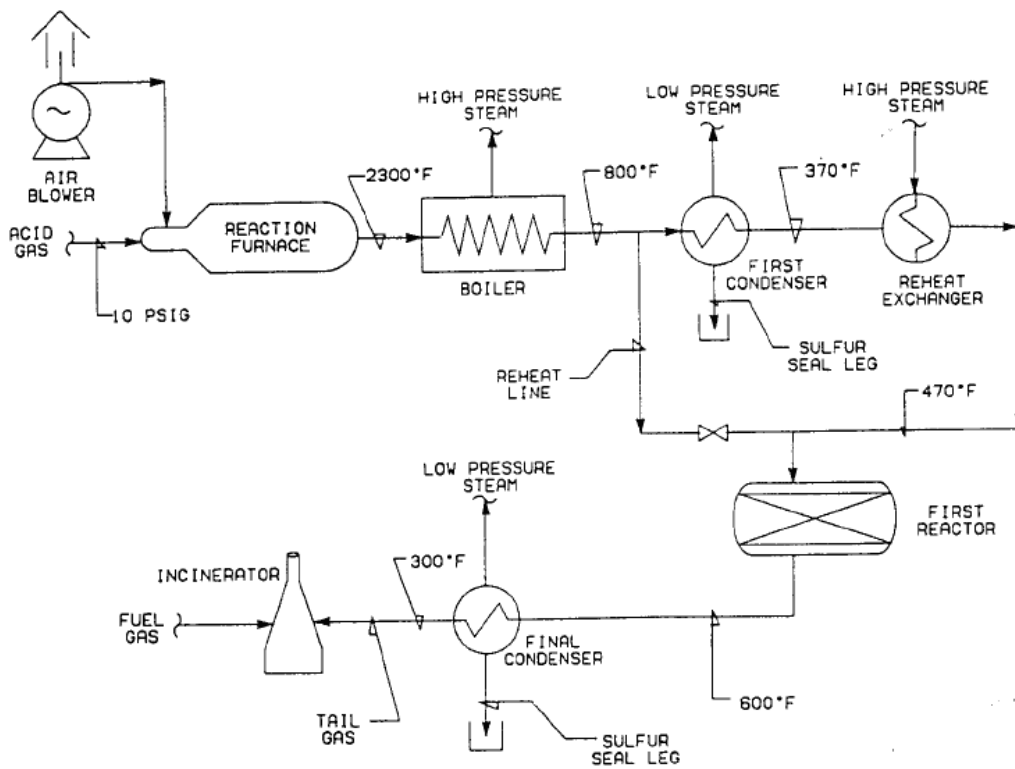 HIGH PRESSURE
STEAM
LOW PRESSURE
STEAM
HIGH PRESSURE
STEAM
AIR
BLOWER
2300°F
800°F
370°F
ACID
GAS
REACTION
FURNACE
BOILER
FIRST
CONDENSER
REHEAT
EXCHANGER
10 PSIG
SULFUR
SEAL LEG
REHEAT
LINE
470°F
LOW PRESSURE
STEAM
FIRST
REACTOR
INCINERATOR
300°F
FUEL
GAS
FINAL
CONDENSER
600°F
TAIL
GAS
SULFUR
SEAL LEG